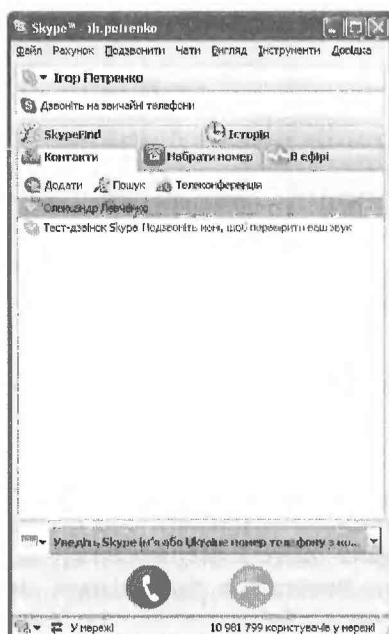 Skype™ - ih.petrenko
Файл Рахунок Подзвонити Чати Вигляд Інструменти Довідка
Ігор Петренко
Дзвоніть на звичайні телефони
SkypeFind Історія
Контакти Набрати номер В ефірі
Додати Пошук Телеконференція
Олександр Левченко
Тест-дзвінок Skype Подзвоніть мені, щоб перевірити ваш звук
Уведіть Skype ім'я або Ukraine номер телефону з ко...
У мережі 10 981 799 користувачів у мережі